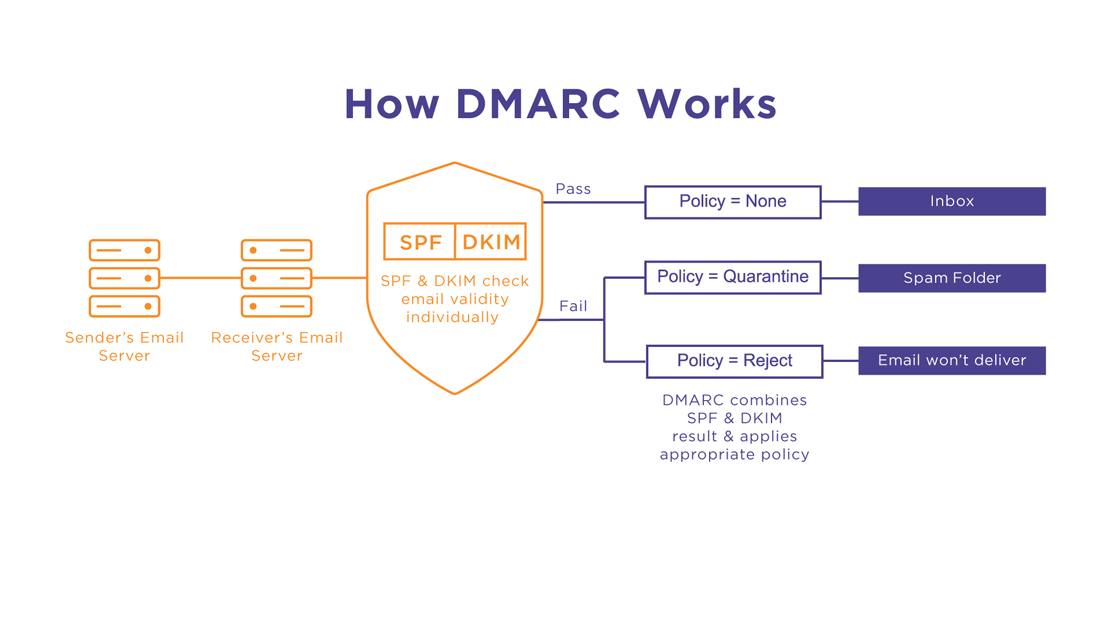 How DMARC Works
Sender's Email
Server
Receiver's Email
Server
SPF DKIM
SPF & DKIM check
email validity
individually
Pass
Fail
Policy = None
Inbox
Policy = Quarantine
Spam Folder
Policy = Reject
Email won't deliver
DMARC combines
SPF & DKIM
result & applies
appropriate policy